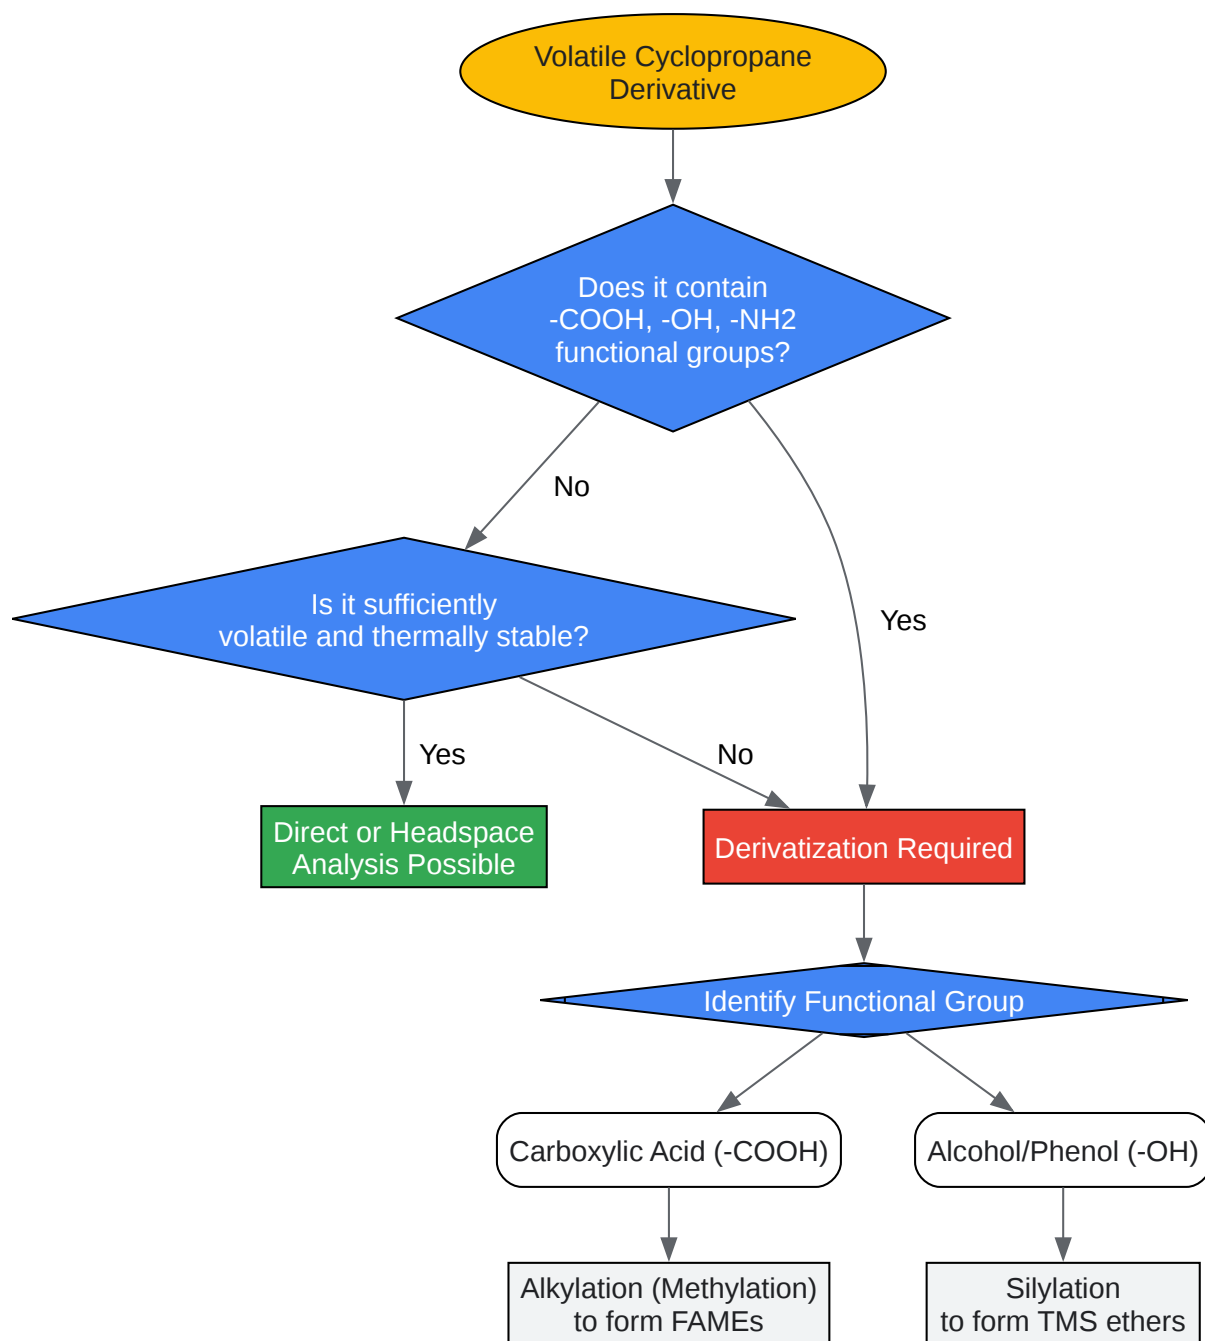 Volatile Cyclopropane
Derivative
Does it contain
-COOH, -OH, -NH2
functional groups?
No
Yes
Is it sufficiently
volatile and thermally stable?
Yes
No
Direct or Headspace
Analysis Possible
Derivatization Required
Identify Functional Group
Carboxylic Acid (-COOH)
Alcohol/Phenol (-OH)
Alkylation (Methylation)
to form FAMEs
Silylation
to form TMS ethers